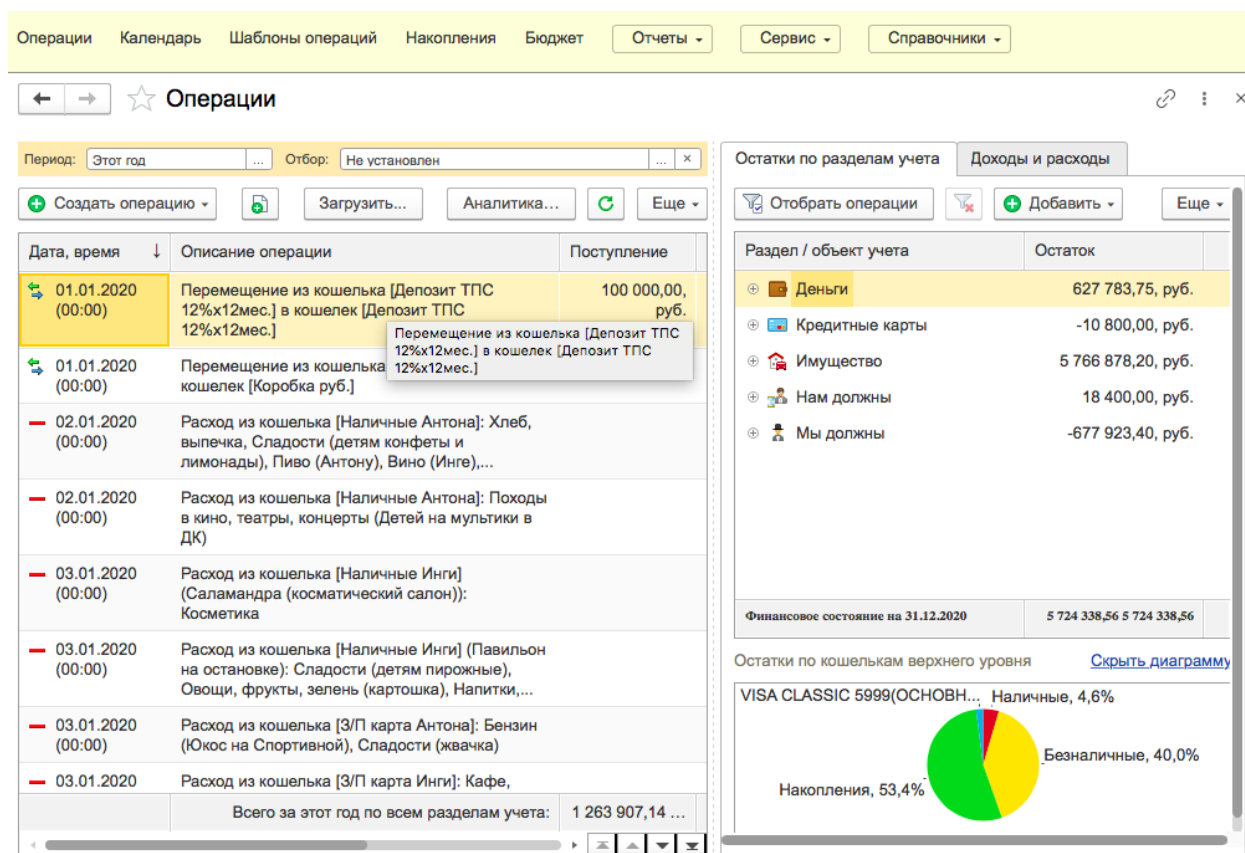 Операции Календарь Шаблоны операций Накопления Бюджет Отчеты Сервис Справочники
Операции
Период: Этот год ... Отбор: Не установлен ... ×
Создать операцию Загрузить... Аналитика... Еще
Дата, время ↓ Описание операции Поступление
01.01.2020 Перемещение из кошелька [Депозит ТПС 100 000,00,
(00:00) 12%x12мес.] в кошелек [Депозит ТПС руб.
12%x12мес.]
Перемещение из кошелька [Депозит ТПС
12%x12мес.] в кошелек [Депозит ТПС
12%x12мес.]
01.01.2020 Перемещение из кошелька
(00:00) кошелек [Коробка руб.]
02.01.2020 Расход из кошелька [Наличные Антона]: Хлеб,
(00:00) выпечка, Сладости (детям конфеты и
лимонады), Пиво (Антону), Вино (Инге),...
02.01.2020 Расход из кошелька [Наличные Антона]: Походы
(00:00) в кино, театры, концерты (Детей на мультики в
ДК)
03.01.2020 Расход из кошелька [Наличные Инги]
(00:00) (Саламандра (косматический салон)):
Косметика
03.01.2020 Расход из кошелька [Наличные Инги] (Павильон
(00:00) на остановке): Сладости (детям пирожные),
Овощи, фрукты, зелень (картошка), Напитки,...
03.01.2020 Расход из кошелька [З/П карта Антона]: Бензин
(00:00) (Юкос на Спортивной), Сладости (жвачка)
03.01.2020 Расход из кошелька [З/П карта Инги]: Кафе,
Всего за этот год по всем разделам учета: 1 263 907,14 ...
Остатки по разделам учета Доходы и расходы
Отобрать операции Добавить Еще
Раздел / объект учета Остаток
Деньги 627 783,75, руб.
Кредитные карты -10 800,00, руб.
Имущество 5 766 878,20, руб.
Нам должны 18 400,00, руб.
Мы должны -677 923,40, руб.
Финансовое состояние на 31.12.2020 5 724 338,56 5 724 338,56
Остатки по кошелькам верхнего уровня Скрыть диаграмму
VISA CLASSIC 5999(ОСНОВН... Наличные, 4,6%
Безналичные, 40,0%
Накопления, 53,4%